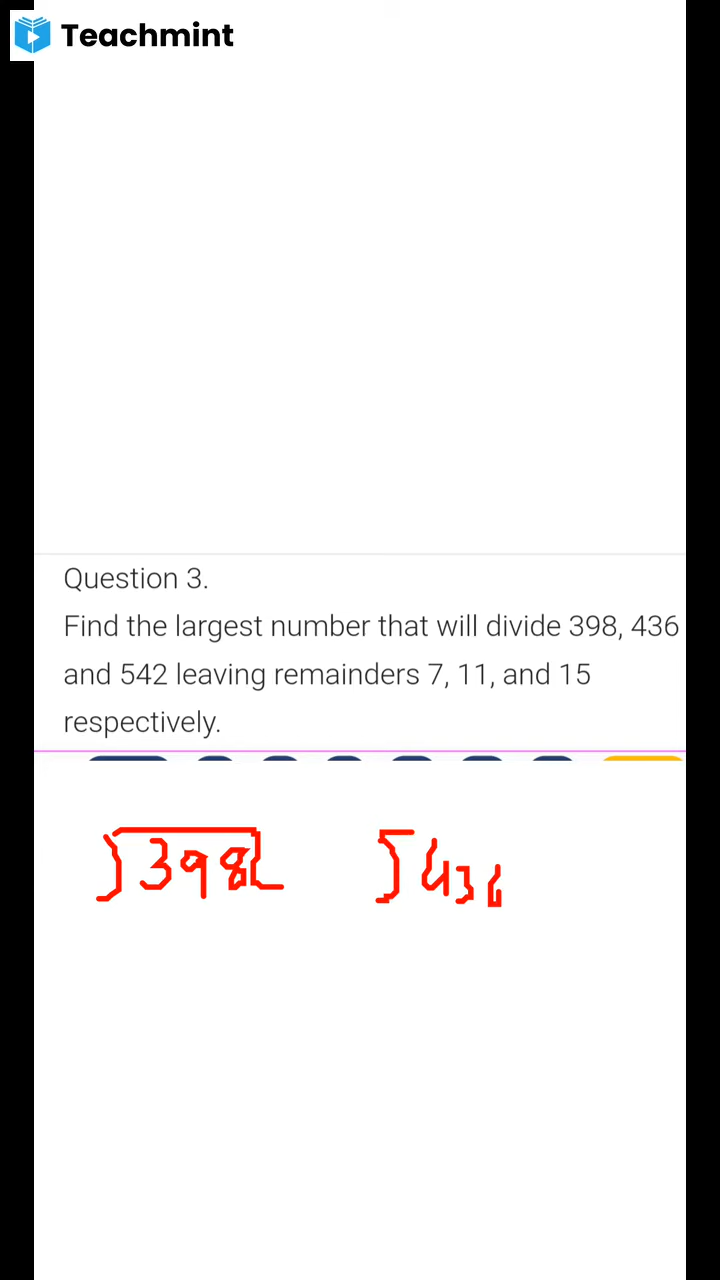 Teachmint
Question 3.
Find the largest number that will divide 398, 436
and 542 leaving remainders 7, 11, and 15
respectively.
398 436